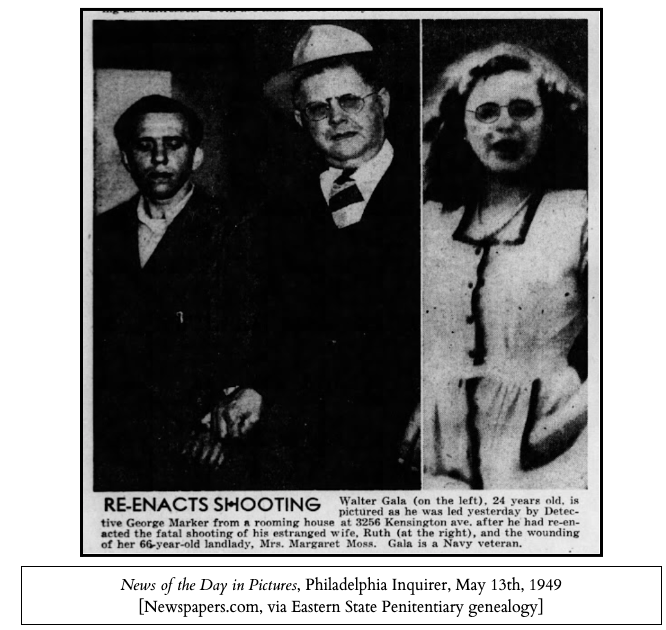 RE-ENACTS SHOOTING
Walter Gala (on the left), 24 years old, is
pictured as he was led yesterday by Detec-
tive George Marker from a rooming house at 3256 Kensington ave. after he had re-en-
acted the fatal shooting of his estranged wife, Ruth (at the right), and the wounding
of her 66-year-old landlady, Mrs. Margaret Moss. Gala is a Navy veteran.
News of the Day in Pictures, Philadelphia Inquirer, May 13th, 1949
[Newspapers.com, via Eastern State Penitentiary genealogy]